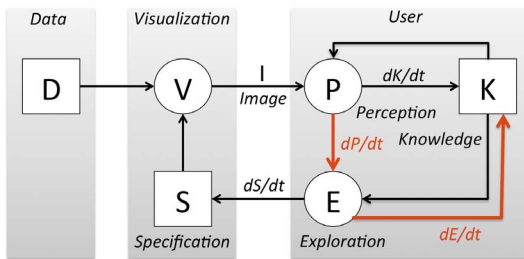 Data
Visualization
User
D
V
I
Image
P
dK/dt
K
Perception
dP/dt
Knowledge
S
dS/dt
E
Specification
Exploration
dE/dt